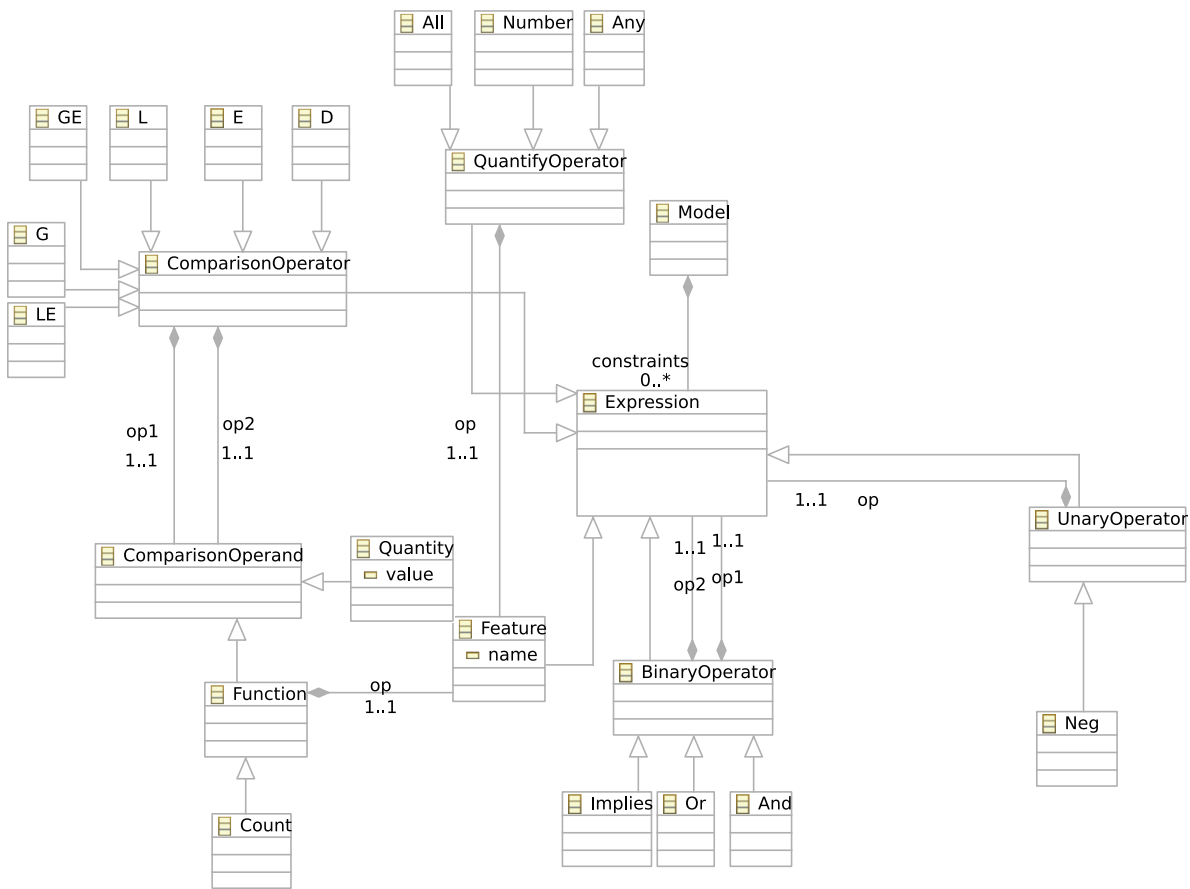 All
Number
Any
GE
L
E
D
QuantifyOperator
Model
G
ComparisonOperator
LE
constraints
0..*
Expression
op1
op2
op
1..1
1..1
1..1
1..1
op
UnaryOperator
ComparisonOperand
Quantity
value
1..1
1..1
op2
op1
Feature
name
BinaryOperator
Function
op
1..1
Neg
Implies
Or
And
Count